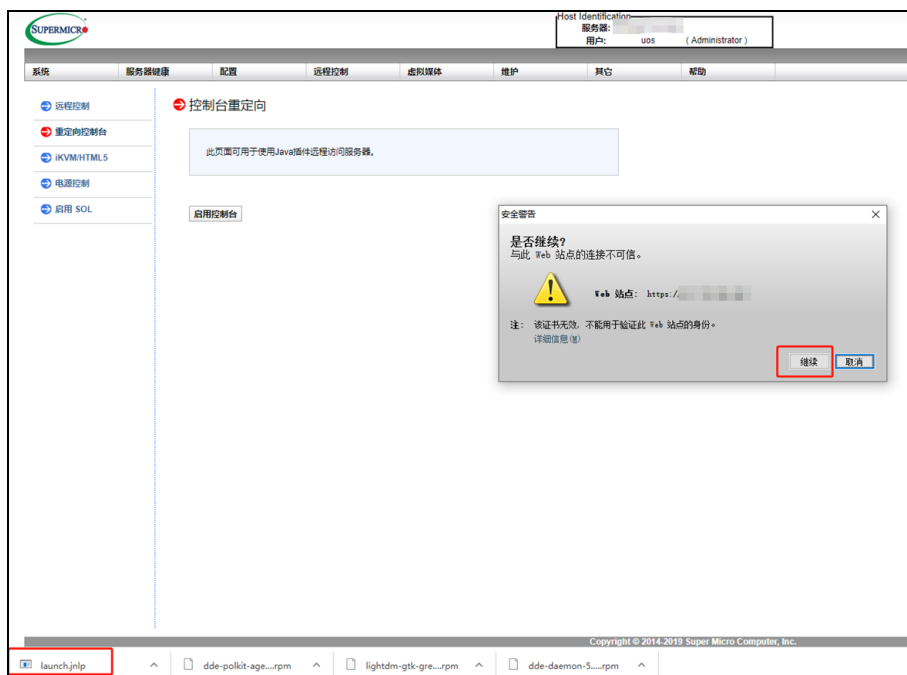 SUPERMICRO
Host Identification
服务器:
用户: uos ( Administrator )
系统 服务器健康 配置 远程控制 虚拟媒体 维护 其它 帮助
远程控制
重定向控制台
iKVM/HTML5
电源控制
启用 SOL
控制台重定向
此页面可用于使用Java插件远程访问服务器。
启用控制台
安全警告
是否继续?
与此 Web 站点的连接不可信。
Web 站点: https:/
注: 该证书无效, 不能用于验证此 Web 站点的身份。
详细信息(M)
继续 取消
Copyright © 2014-2019 Super Micro Computer, Inc.
launch.jnlp dde-polkit-age....rpm lightdm-gtk-gre....rpm dde-daemon-5.....rpm